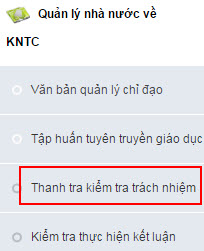 Quản lý nhà nước về
KNTC
Văn bản quản lý chỉ đạo
Tập huấn tuyên truyền giáo dục
Thanh tra kiểm tra trách nhiệm
Kiểm tra thực hiện kết luận